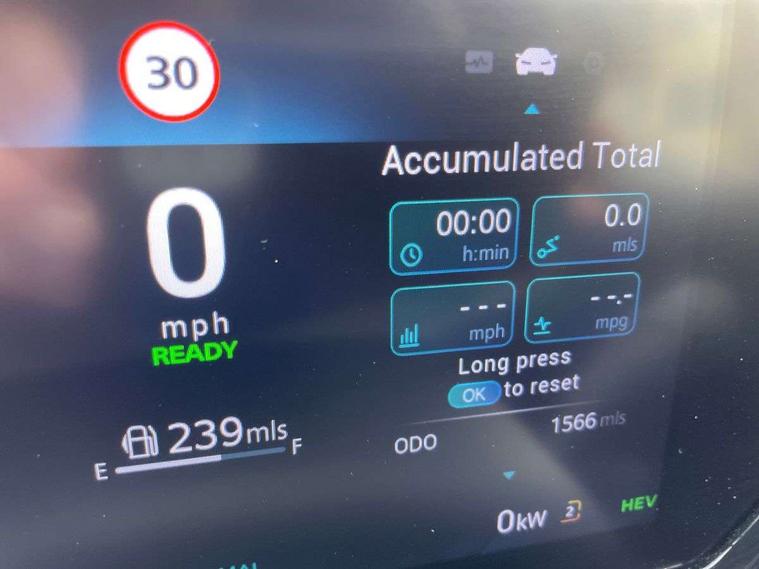 30
0
mph
READY
239mls
E F
Accumulated Total
00:00
h:min
0.0
mls
---
mph
--.-
mpg
Long press
OK to reset
ODO 1566 mls
0kW 2 HEV